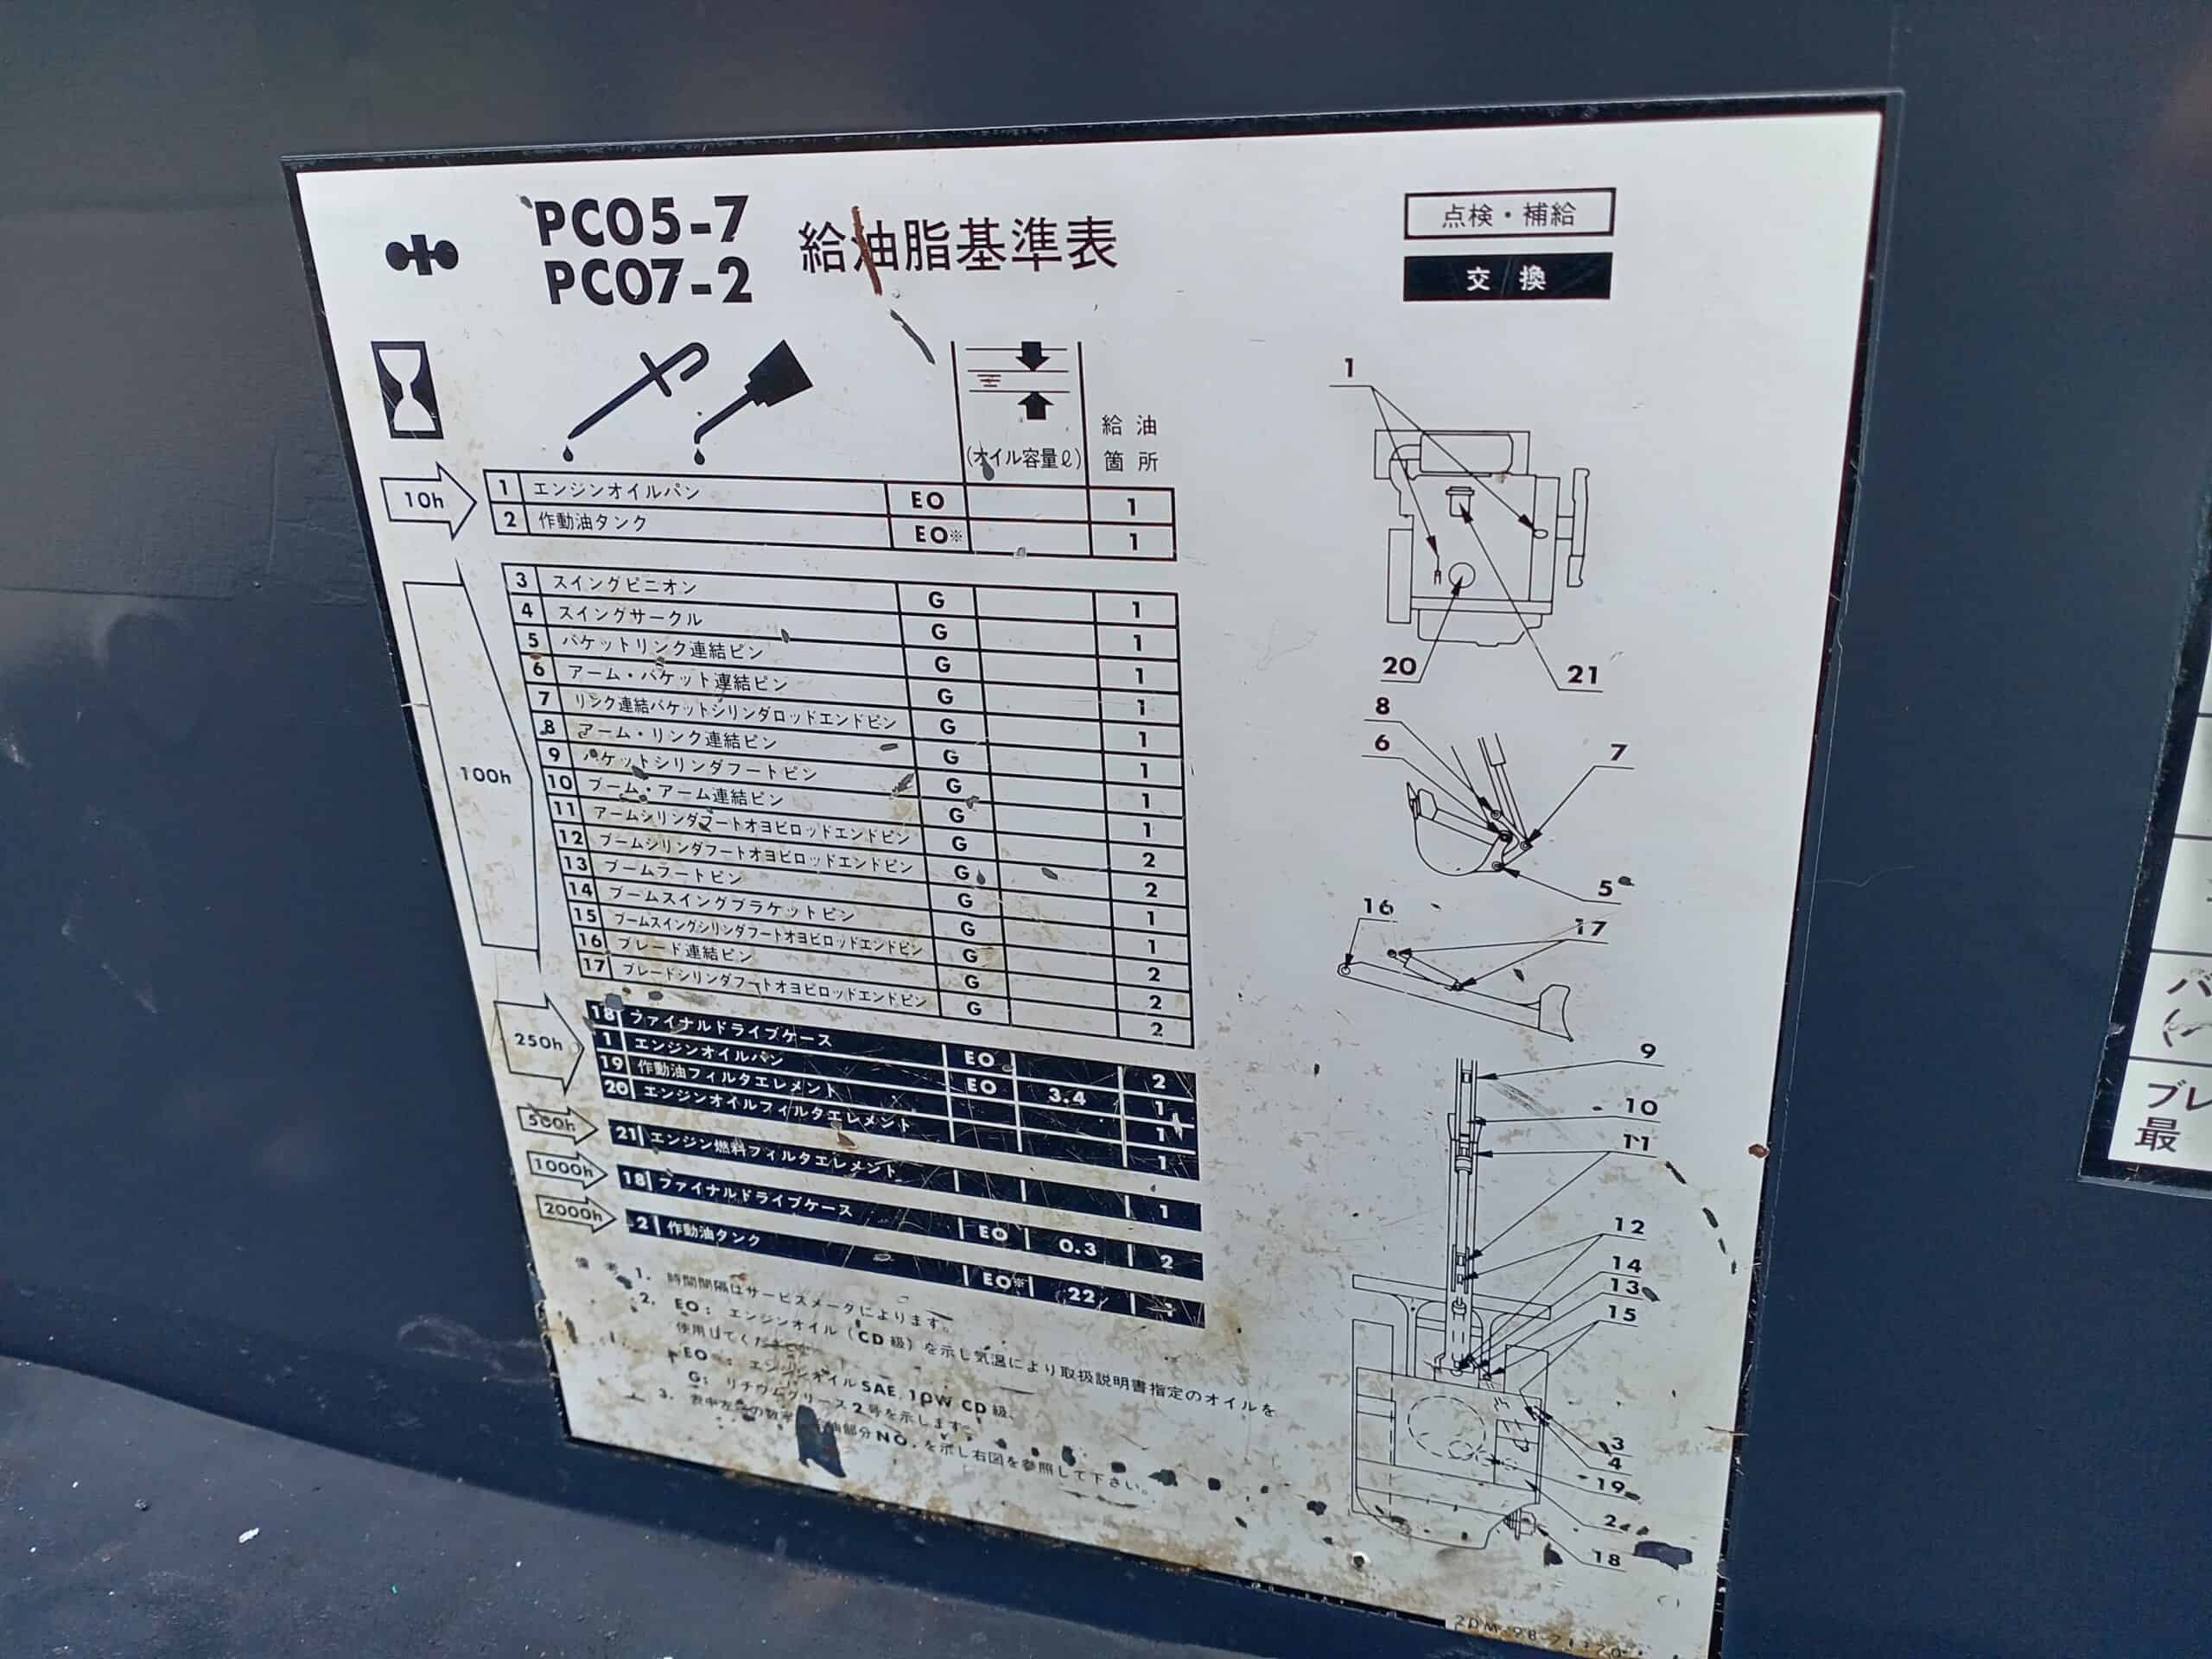 PC05-7
PC07-2
給油脂基準表
点検・補給
交換
(オイル容量ℓ)
給油
箇所
10h
1 エンジンオイルパン EO 1
2 作動油タンク EO※ 1
100h
3 スイングピニオン G 1
4 スイングサークル G 1
5 バケットリンク連結ピン G 1
6 アーム・バケット連結ピン G 1
7 リンク連結バケットシリンダロッドエンドピン G 1
8 アーム・リンク連結ピン G 1
9 バケットシリンダフートピン G 1
10 ブーム・アーム連結ピン G 1
11 アームシリンダフートオヨビロッドエンドピン G 2
12 ブームシリンダフートオヨビロッドエンドピン G 2
13 ブームフートピン G 1
14 ブームスイングブラケットピン G 1
15 ブームスイングシリンダフートオヨビロッドエンドピン G 2
16 ブレード連結ピン G 2
17 ブレードシリンダフートオヨビロッドエンドピン G 2
250h
18 ファイナルドライブケース EO 2
1 エンジンオイルパン EO 3.4 1
19 作動油フィルタエレメント 1
20 エンジンオイルフィルタエレメント 1
500h
21 エンジン燃料フィルタエレメント 1
1000h
18 ファイナルドライブケース EO 0.3 2
2000h
2 作動油タンク EO※ 22
備考 1. 時間間隔はサービスメータによります。
2. EO: エンジンオイル (CD級) を示し気温により取扱説明書指定のオイルを
使用してください
EO : エンジンオイル SAE 10W CD級、
G: リチウムグリース2号を示します。
3. 表中左 の数字 給油部分NO.を示し右図を参照して下さい。
1
20
21
8
6
7
5
16
17
9
10
11
12
14
13
15
3
4
19
2
18
バ
ブレ
最